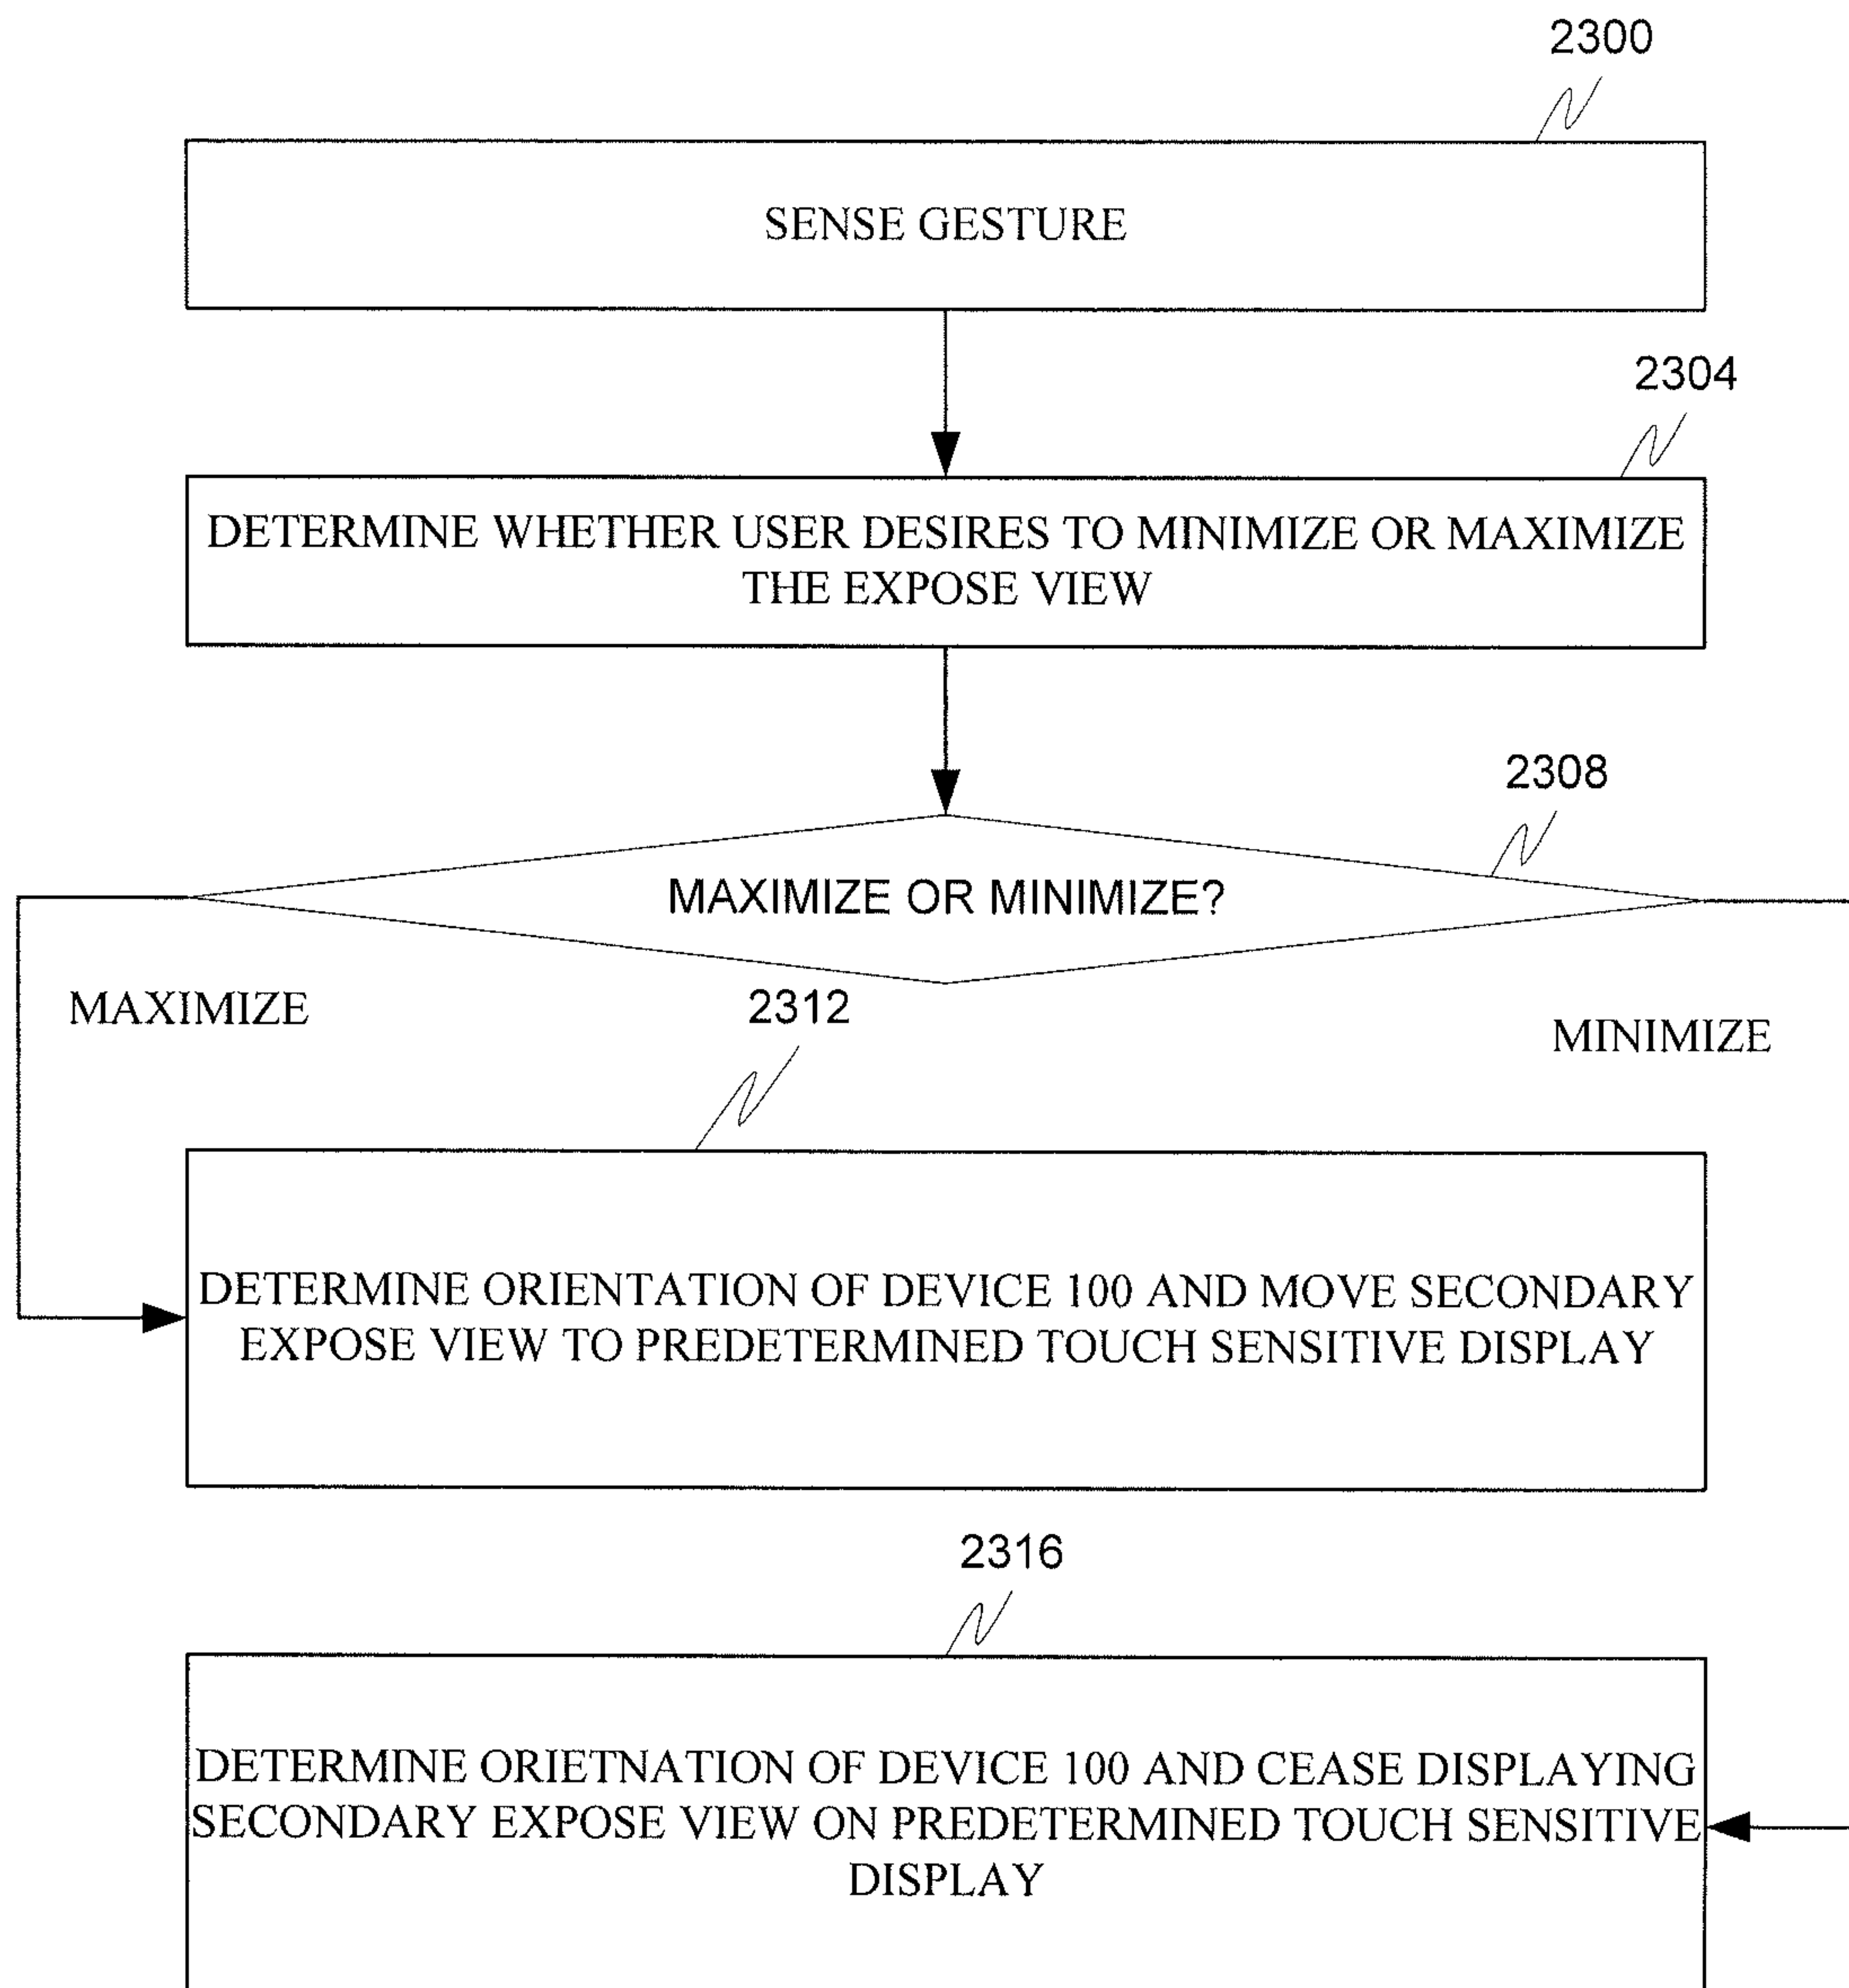 2300
SENSE GESTURE
2304
DETERMINE WHETHER USER DESIRES TO MINIMIZE OR MAXIMIZE
THE EXPOSE VIEW
2308
MAXIMIZE OR MINIMIZE?
MAXIMIZE
2312
MINIMIZE
DETERMINE ORIENTATION OF DEVICE 100 AND MOVE SECONDARY
EXPOSE VIEW TO PREDETERMINED TOUCH SENSITIVE DISPLAY
2316
DETERMINE ORIETNATION OF DEVICE 100 AND CEASE DISPLAYING
SECONDARY EXPOSE VIEW ON PREDETERMINED TOUCH SENSITIVE
DISPLAY